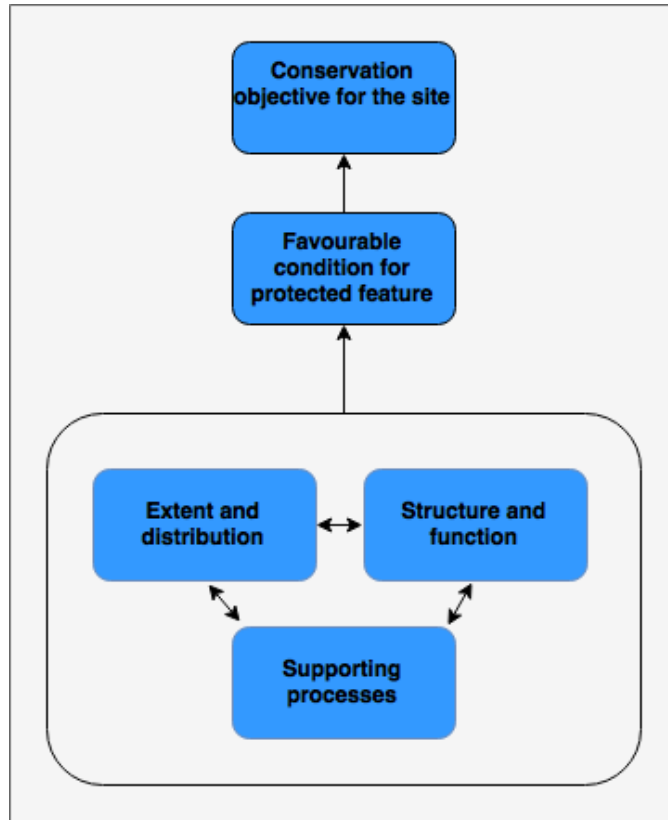 Conservation
objective for the site
Favourable
condition for
protected feature
Extent and
distribution
Structure and
function
Supporting
processes